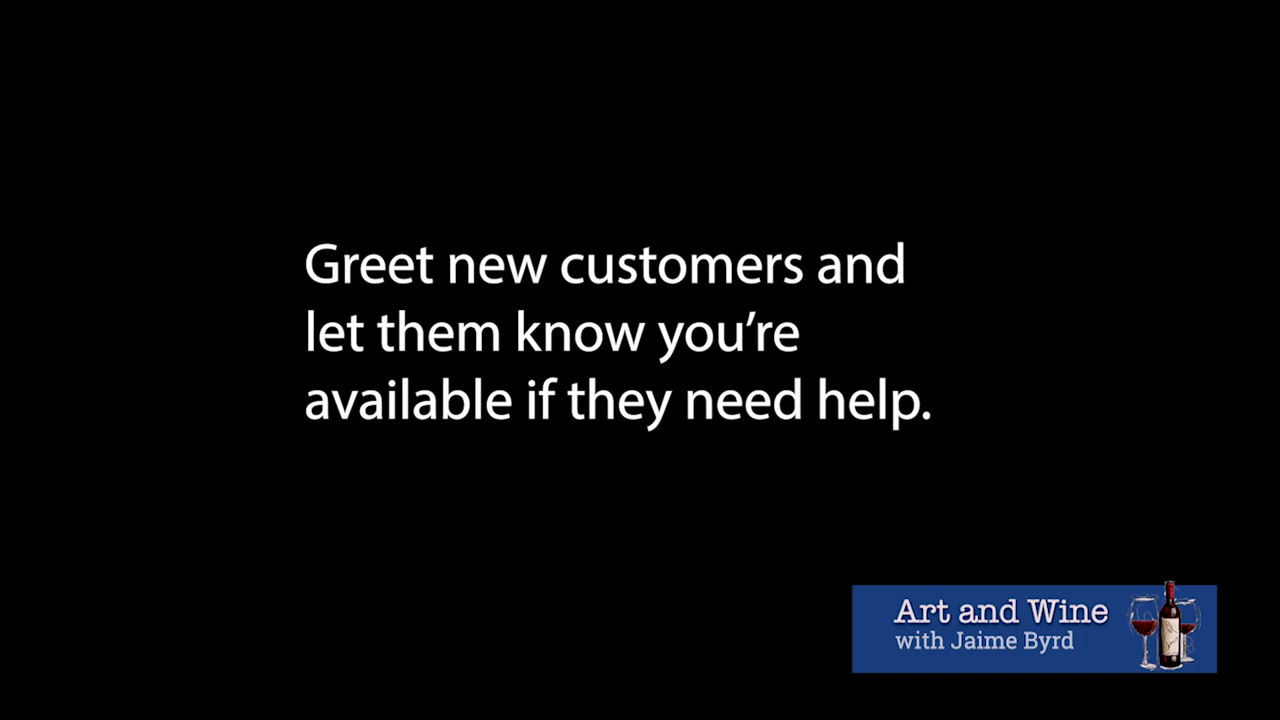 Greet new customers and
let them know you’re
available if they need help.
Art and Wine
with Jaime Byrd